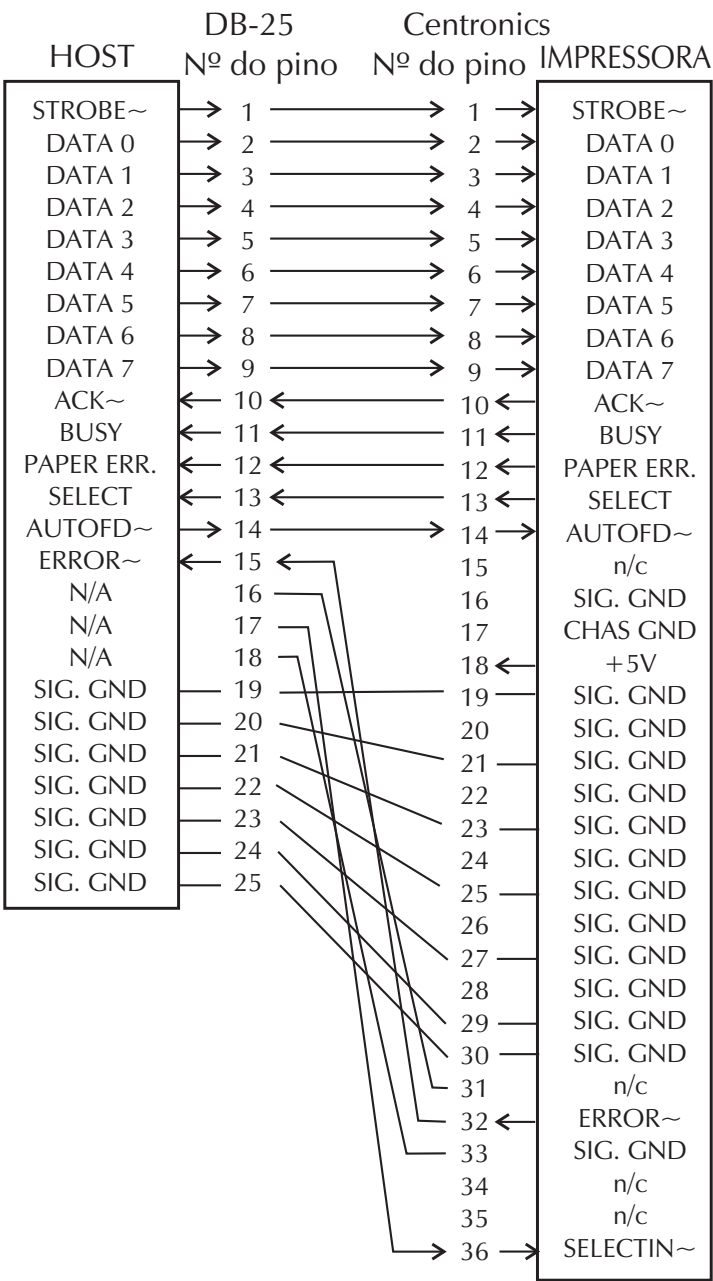 DB-25 Centronics
HOST Nº do pino Nº do pino IMPRESSORA
STROBE~ 1 1 STROBE~
DATA 0 2 2 DATA 0
DATA 1 3 3 DATA 1
DATA 2 4 4 DATA 2
DATA 3 5 5 DATA 3
DATA 4 6 6 DATA 4
DATA 5 7 7 DATA 5
DATA 6 8 8 DATA 6
DATA 7 9 9 DATA 7
ACK~ 10 10 ACK~
BUSY 11 11 BUSY
PAPER ERR. 12 12 PAPER ERR.
SELECT 13 13 SELECT
AUTOFD~ 14 14 AUTOFD~
ERROR~ 15 15 n/c
N/A 16 16 SIG. GND
N/A 17 17 CHAS GND
N/A 18 18 +5V
SIG. GND 19 19 SIG. GND
SIG. GND 20 20 SIG. GND
SIG. GND 21 21 SIG. GND
SIG. GND 22 22 SIG. GND
SIG. GND 23 23 SIG. GND
SIG. GND 24 24 SIG. GND
SIG. GND 25 25 SIG. GND
26 SIG. GND
27 SIG. GND
28 SIG. GND
29 SIG. GND
30 SIG. GND
31 n/c
32 ERROR~
33 SIG. GND
34 n/c
35 n/c
36 SELECTIN~